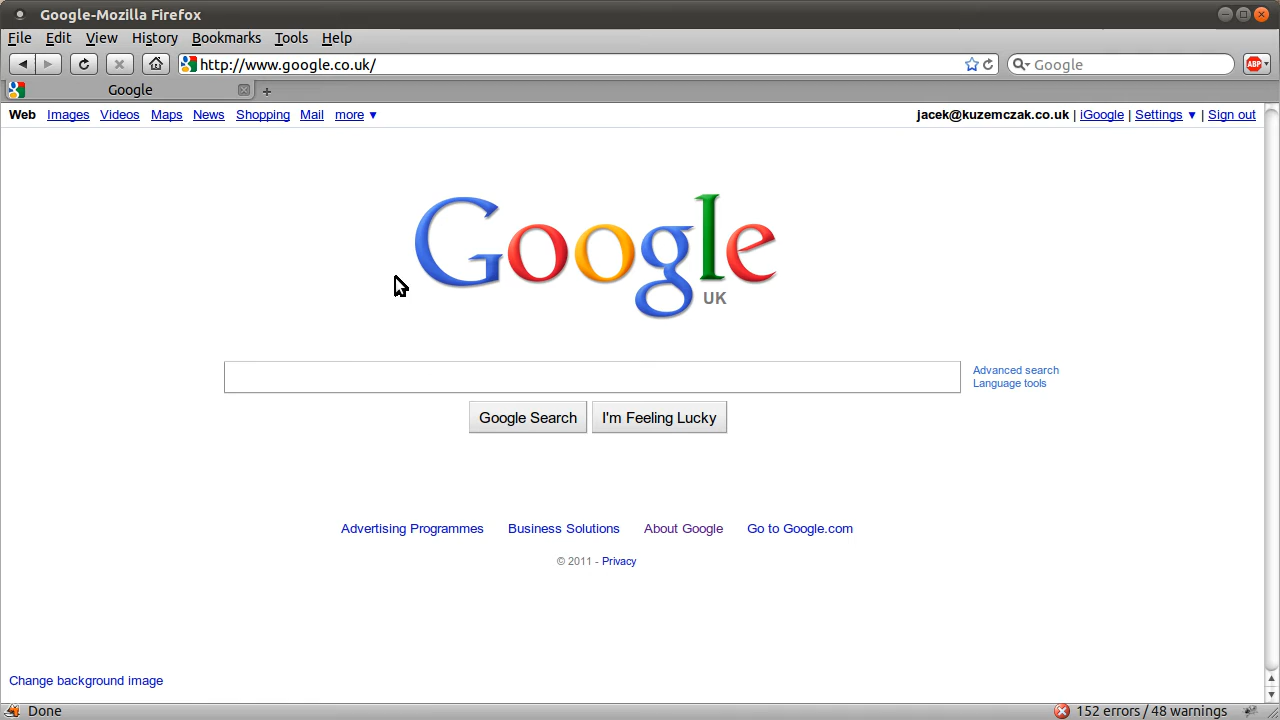 Google-Mozilla Firefox
File Edit View History Bookmarks Tools Help
http://www.google.co.uk/ Google ABP
Google
Web Images Videos Maps News Shopping Mail more ▼ jacek@kuzemczak.co.uk | iGoogle | Settings ▼ | Sign out
Google
UK
Advanced search
Language tools
Google Search I'm Feeling Lucky
Advertising Programmes Business Solutions About Google Go to Google.com
© 2011 - Privacy
Change background image
Done 152 errors / 48 warnings